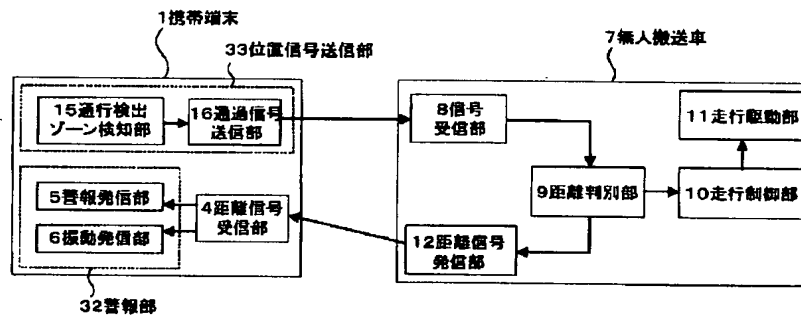 1携帯端末
33位置信号送信部
7無人搬送車
15通行検出
ゾーン検知部
16通過信号
送信部
8信号
受信部
11走行駆動部
5警報発信部
4距離信号
受信部
9距離判別部
10走行制御部
6振動発信部
12距離信号
発信部
32警報部